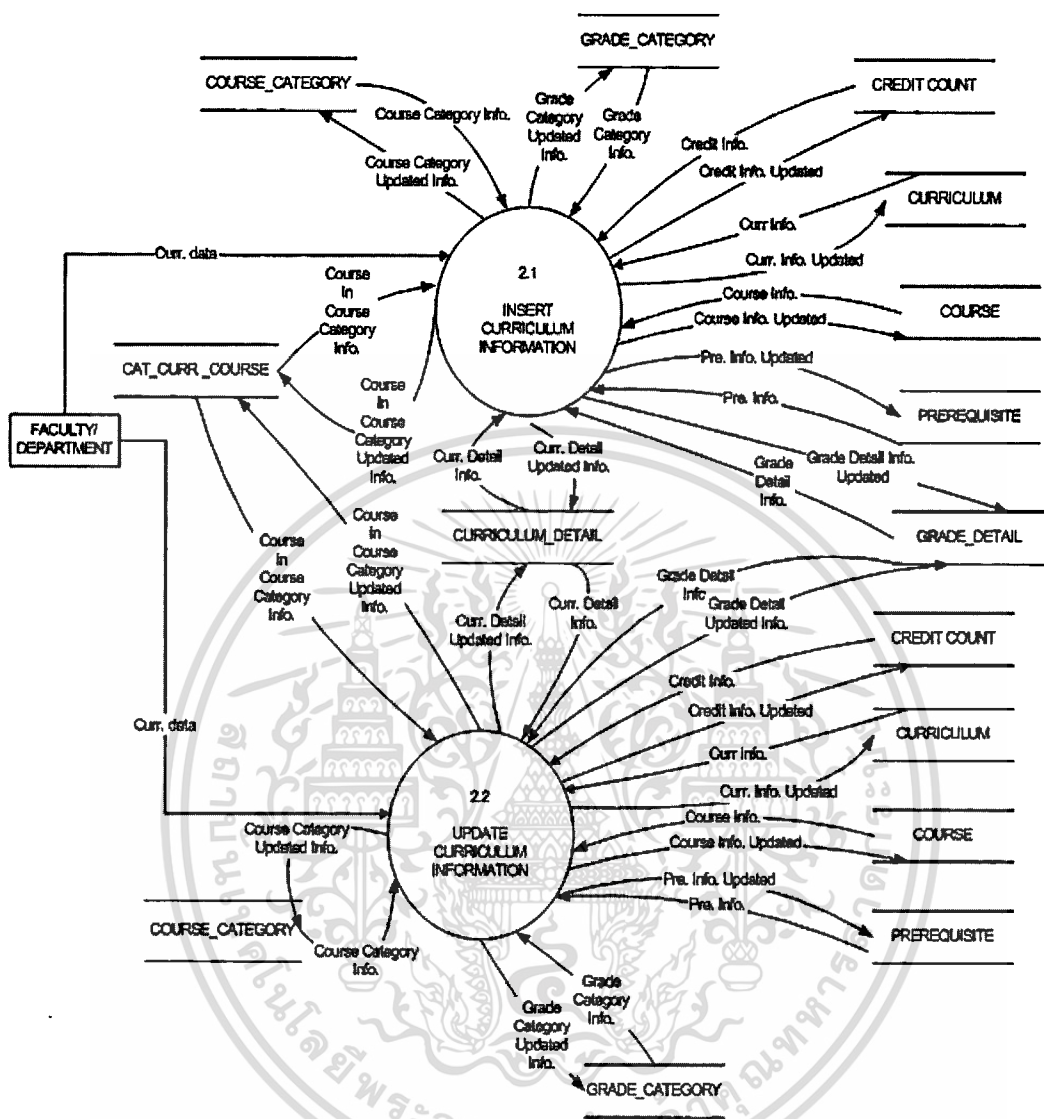 GRADE_CATEGORY
COURSE_CATEGORY
CREDIT COUNT
Course Category Info.
Grade
Category
Updated
Info.
Grade
Category
Info.
Credit Info.
Credit Info. Updated
Course Category
Updated Info.
CURRICULUM
Curr Info.
Curr. Info. Updated
Curr. data
2.1
INSERT
CURRICULUM
INFORMATION
Course
In
Course
Category
Info.
Course Info.
COURSE
Course Info. Updated
CAT_CURR_COURSE
Pre. Info. Updated
Pre. Info.
PREREQUISITE
FACULTY/
DEPARTMENT
Course
In
Course
Category
Updated
Info.
Curr. Detail
Info.
Curr. Detail
Updated Info.
Grade Detail Info.
Updated
Grade
Detail
Info.
CURRICULUM_DETAIL
GRADE_DETAIL
Course
In
Course
Category
Info.
Course
In
Course
Category
Updated
Info.
Curr. Detail
Updated Info.
Curr. Detail
Info.
Grade Detail
Info.
Grade Detail
Updated Info.
CREDIT COUNT
Credit Info.
Credit Info. Updated
CURRICULUM
Curr Info.
Curr. Info. Updated
Curr. data
2.2
UPDATE
CURRICULUM
INFORMATION
Course Info.
COURSE
Course Info. Updated
Course Category
Updated Info.
Pre. Info. Updated
Pre. Info.
PREREQUISITE
COURSE_CATEGORY
Course Category
Info.
Grade
Category
Info.
Grade
Category
Updated
Info.
GRADE_CATEGORY